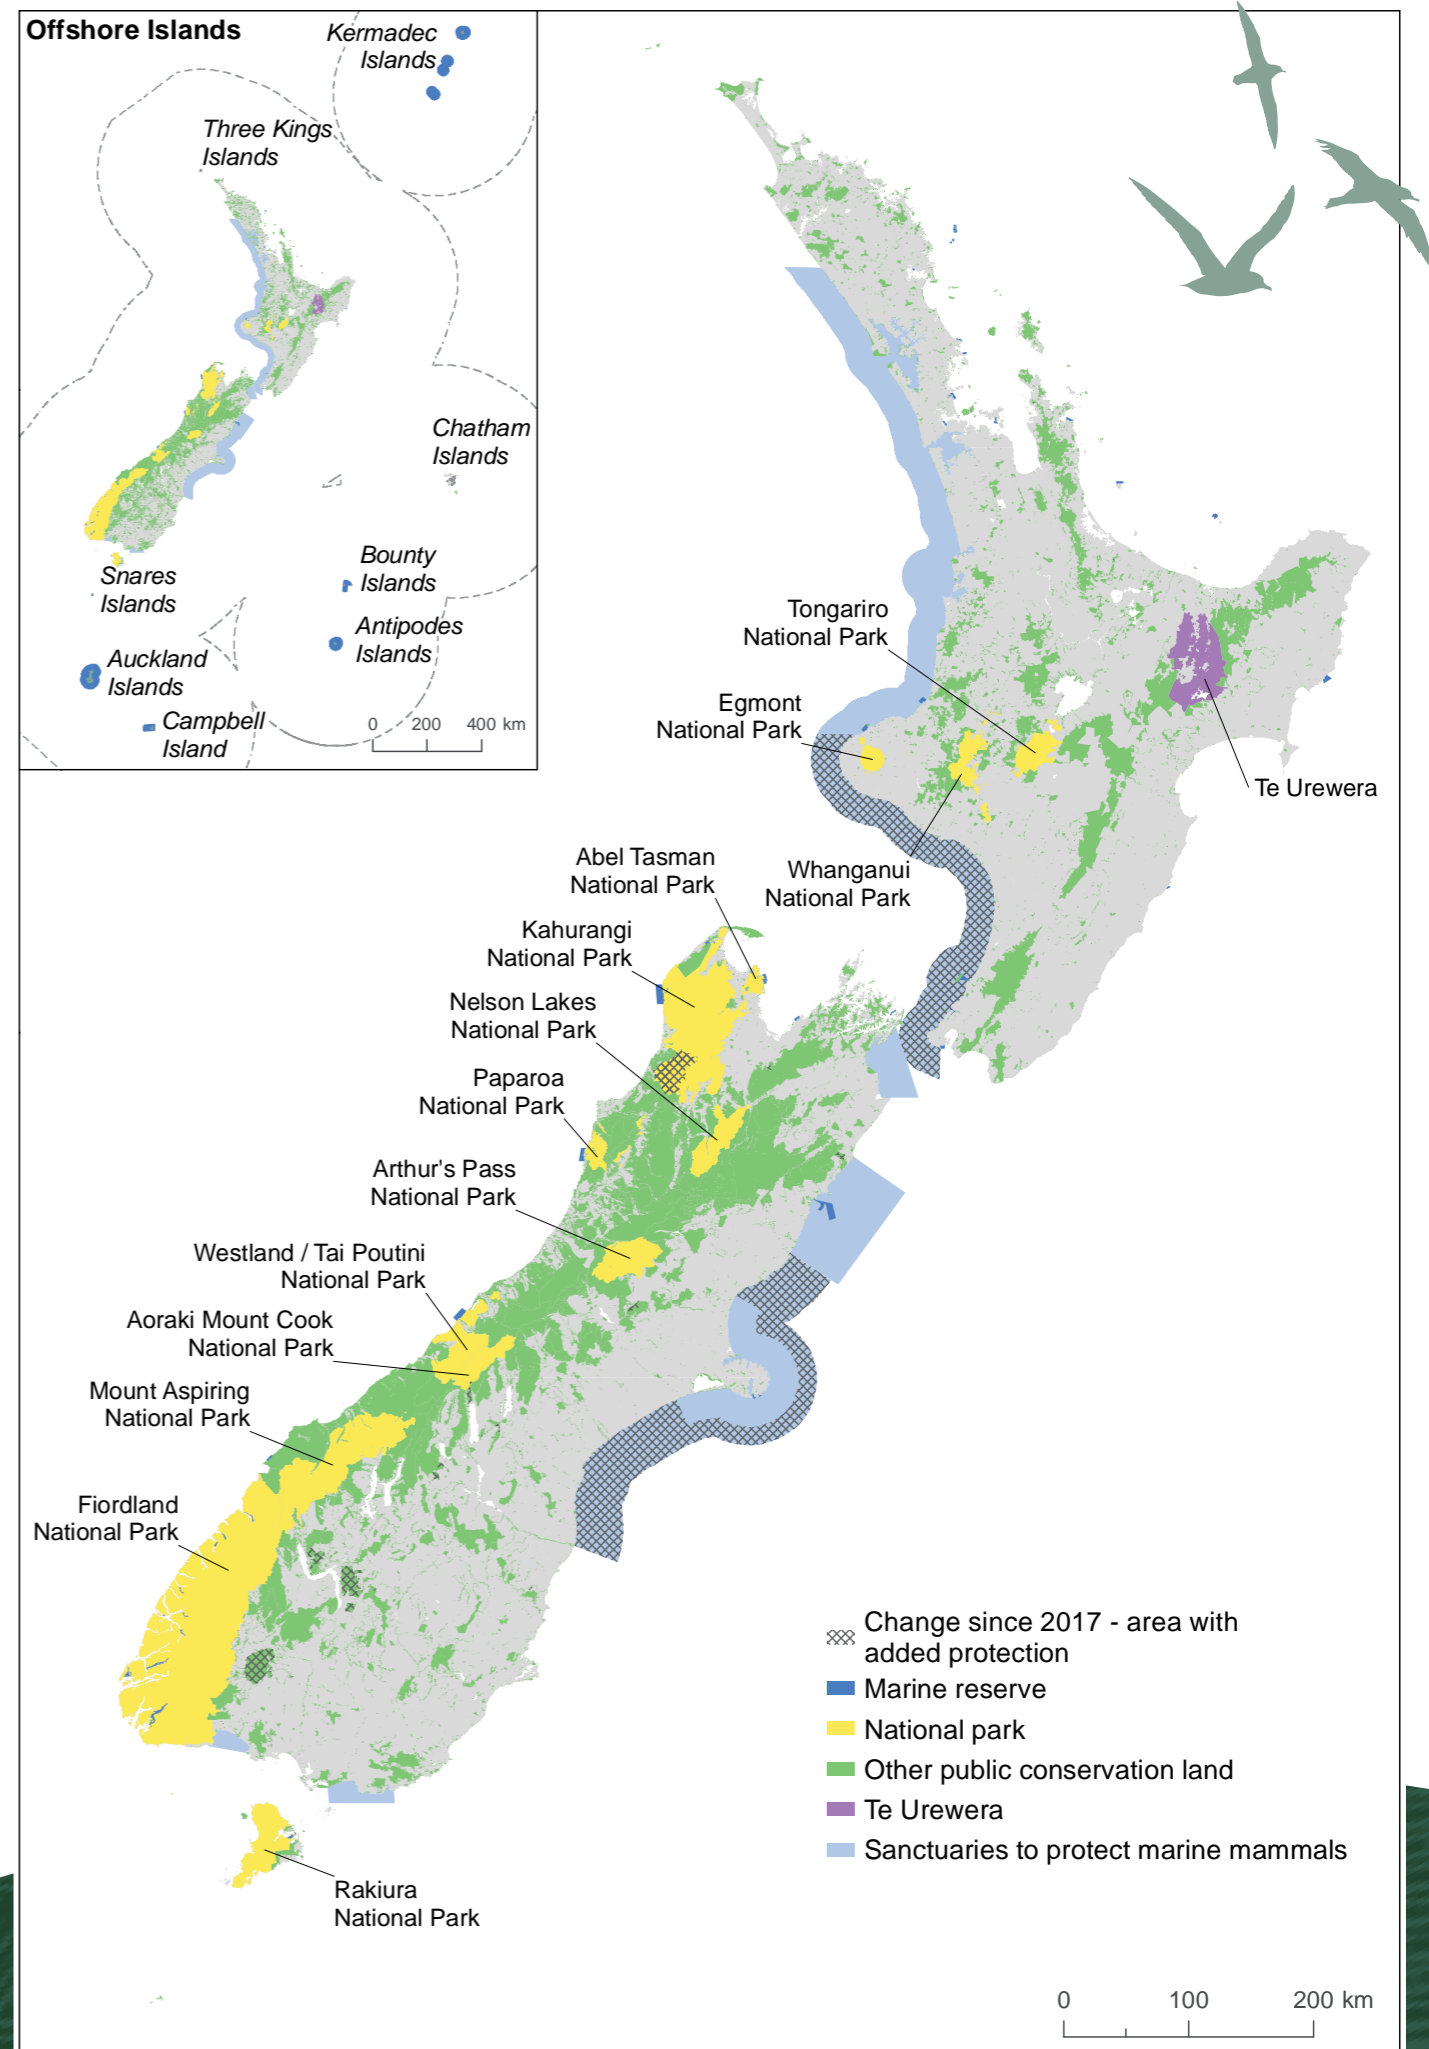 Offshore Islands
Kermadec
Islands
Three Kings
Islands
Chatham
Islands
Bounty
Islands
Snares
Islands
Antipodes
Islands
Auckland
Islands
Campbell
Island
0 200 400 km
Tongariro
National Park
Egmont
National Park
Te Urewera
Whanganui
National Park
Abel Tasman
National Park
Kahurangi
National Park
Nelson Lakes
National Park
Paparoa
National Park
Arthur's Pass
National Park
Westland / Tai Poutini
National Park
Aoraki Mount Cook
National Park
Mount Aspiring
National Park
Fiordland
National Park
Rakiura
National Park
Change since 2017 - area with
added protection
Marine reserve
National park
Other public conservation land
Te Urewera
Sanctuaries to protect marine mammals
0 100 200 km